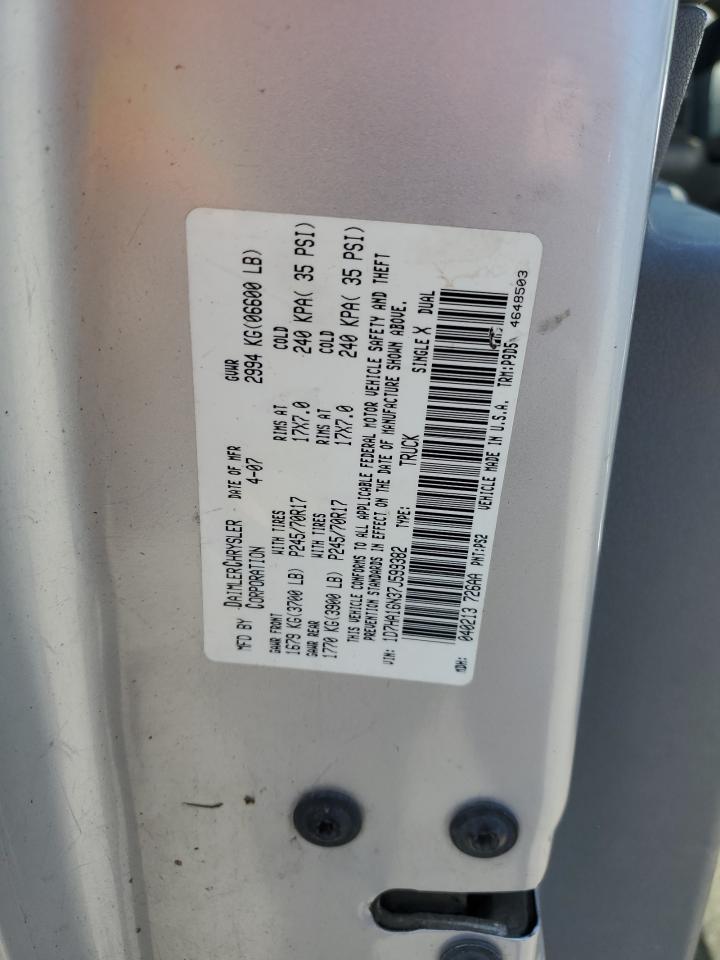 MFD BY DAIMLERCHRYSLER CORPORATION
DATE OF MFR 4-07
GVWR 2994 KG(06600 LB)
GAWR FRONT WITH TIRES RIMS AT COLD
1679 KG(3700 LB) P245/70R17 17X7.0 240 KPA( 35 PSI)
GAWR REAR WITH TIRES RIMS AT COLD
1770 KG(3900 LB) P245/70R17 17X7.0 240 KPA( 35 PSI)
THIS VEHICLE CONFORMS TO ALL APPLICABLE FEDERAL MOTOR VEHICLE SAFETY AND THEFT
PREVENTION STANDARDS IN EFFECT ON THE DATE OF MANUFACTURE SHOWN ABOVE.
VIN: 1D7HA16N37J599382 TYPE: TRUCK SINGLE X DUAL
MDH: 040213 726AA PNT:PS2 VEHICLE MADE IN U.S.A. TRM:P9D5 4648503